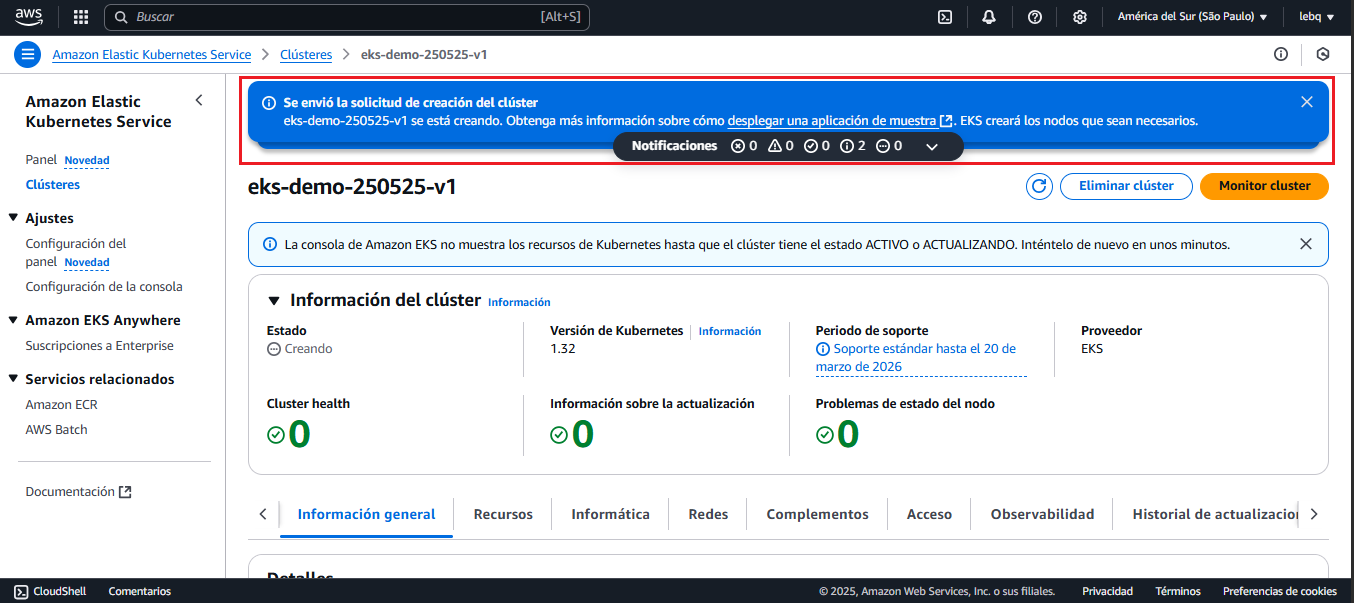 aws
Buscar [Alt+S]
América del Sur (São Paulo) lebq
Amazon Elastic Kubernetes Service > Clústeres > eks-demo-250525-v1
Amazon Elastic
Kubernetes Service
Panel Novedad
Clústeres
Ajustes
Configuración del
panel Novedad
Configuración de la consola
Amazon EKS Anywhere
Suscripciones a Enterprise
Servicios relacionados
Amazon ECR
AWS Batch
Documentación
Se envió la solicitud de creación del clúster
eks-demo-250525-v1 se está creando. Obtenga más información sobre cómo desplegar una aplicación de muestra. EKS creará los nodos que sean necesarios.
Notificaciones 0 0 0 2 0
eks-demo-250525-v1
Eliminar clúster
Monitor cluster
La consola de Amazon EKS no muestra los recursos de Kubernetes hasta que el clúster tiene el estado ACTIVO o ACTUALIZANDO. Inténtelo de nuevo en unos minutos.
Información del clúster Información
Estado
Creando
Versión de Kubernetes Información
1.32
Periodo de soporte
Soporte estándar hasta el 20 de
marzo de 2026
Proveedor
EKS
Cluster health
0
Información sobre la actualización
0
Problemas de estado del nodo
0
Información general Recursos Informática Redes Complementos Acceso Observabilidad Historial de actualizacion
Detalles
CloudShell Comentarios © 2025, Amazon Web Services, Inc. o sus filiales. Privacidad Términos Preferencias de cookies